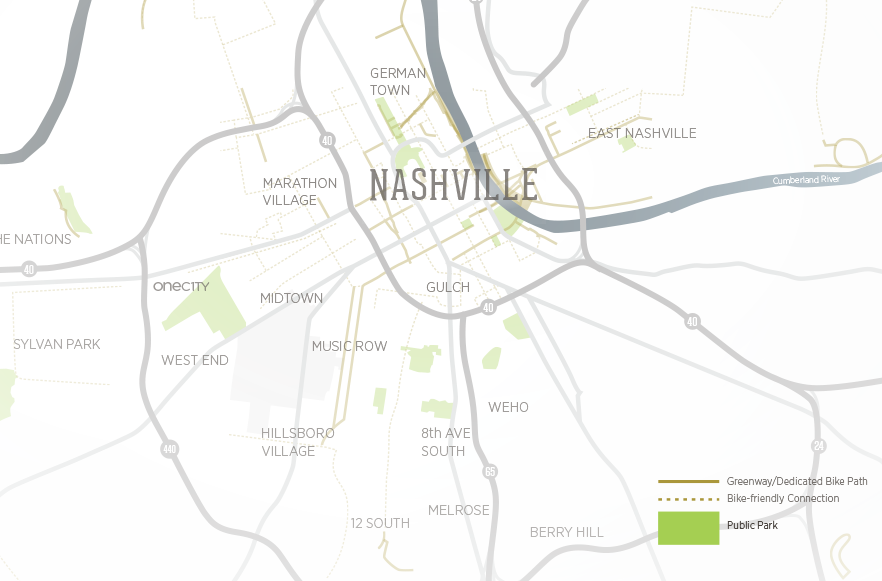 GERMAN
TOWN
EAST NASHVILLE
40
Cumberland River
MARATHON
VILLAGE
NASHVILLE
HE NATIONS
40
ONECITY
MIDTOWN
GULCH
40
40
SYLVAN PARK
WEST END
MUSIC ROW
WEHO
HILLSBORO
VILLAGE
8th AVE
SOUTH
440
24
65
Greenway/Dedicated Bike Path
Bike-friendly Connection
Public Park
MELROSE
12 SOUTH
BERRY HILL